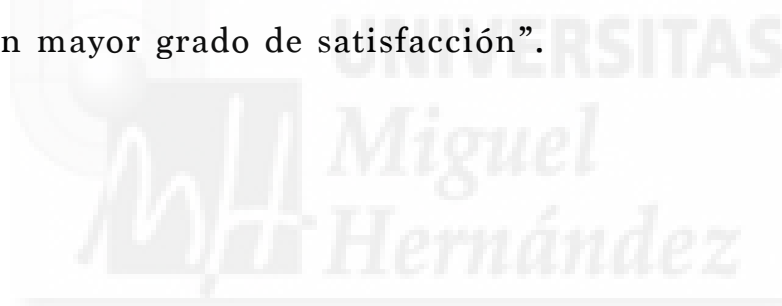 n mayor grado de satisfacción”.
UNIVERSITAS
Miguel
Hernández